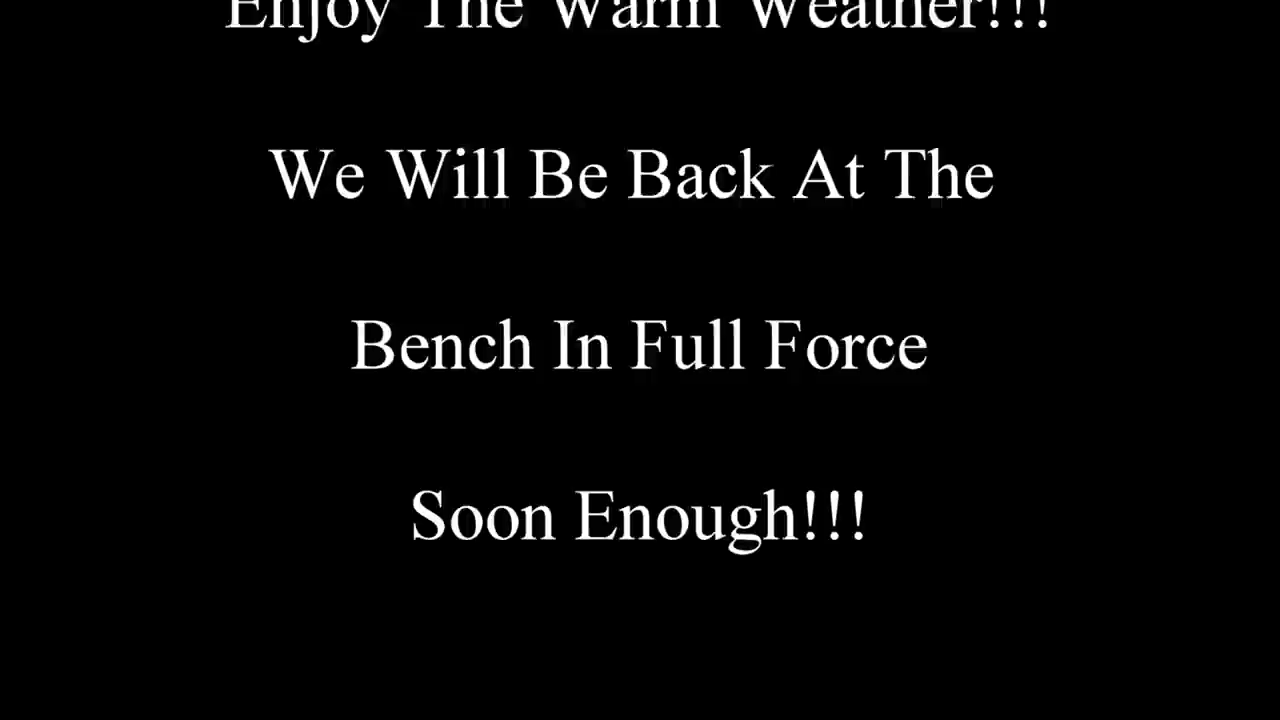 Enjoy The Warm Weather!!!
We Will Be Back At The
Bench In Full Force
Soon Enough!!!